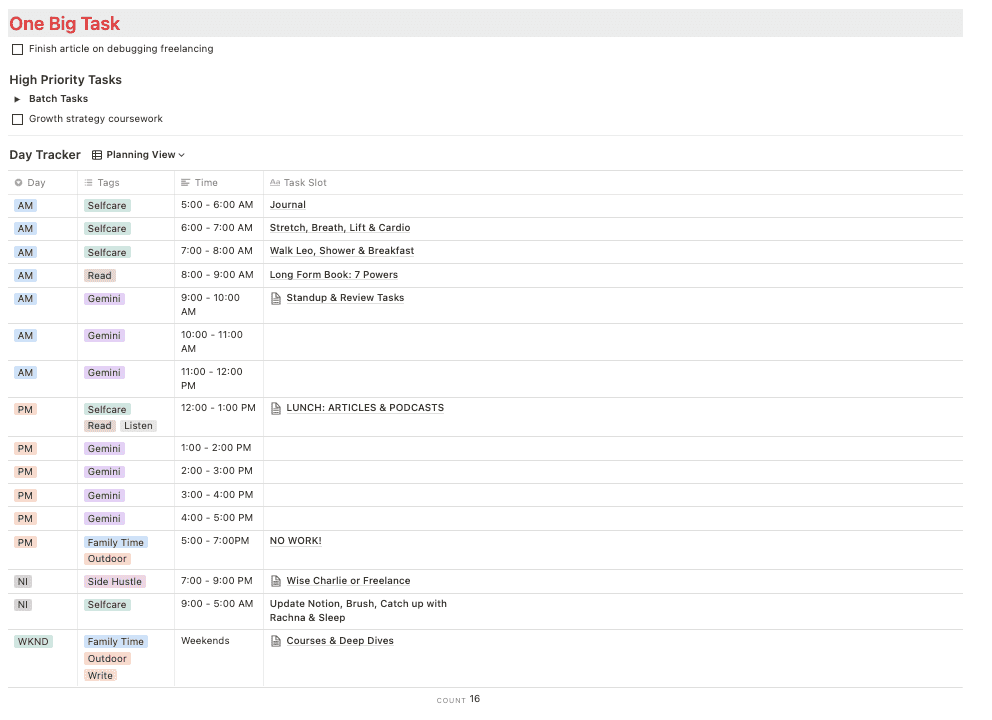 One Big Task
Finish article on debugging freelancing
High Priority Tasks
Batch Tasks
Growth strategy coursework
Day Tracker Planning View
Day Tags Time Aa Task Slot
AM Selfcare 5:00 - 6:00 AM Journal
AM Selfcare 6:00 - 7:00 AM Stretch, Breath, Lift & Cardio
AM Selfcare 7:00 - 8:00 AM Walk Leo, Shower & Breakfast
AM Read 8:00 - 9:00 AM Long Form Book: 7 Powers
AM Gemini 9:00 - 10:00 Standup & Review Tasks
AM
AM Gemini 10:00 - 11:00
AM
AM Gemini 11:00 - 12:00
PM
PM Selfcare 12:00 - 1:00 PM LUNCH: ARTICLES & PODCASTS
Read Listen
PM Gemini 1:00 - 2:00 PM
PM Gemini 2:00 - 3:00 PM
PM Gemini 3:00 - 4:00 PM
PM Gemini 4:00 - 5:00 PM
PM Family Time 5:00 - 7:00PM NO WORK!
Outdoor
NI Side Hustle 7:00 - 9:00 PM Wise Charlie or Freelance
NI Selfcare 9:00 - 5:00 AM Update Notion, Brush, Catch up with
Rachna & Sleep
WKND Family Time Weekends Courses & Deep Dives
Outdoor
Write
COUNT 16